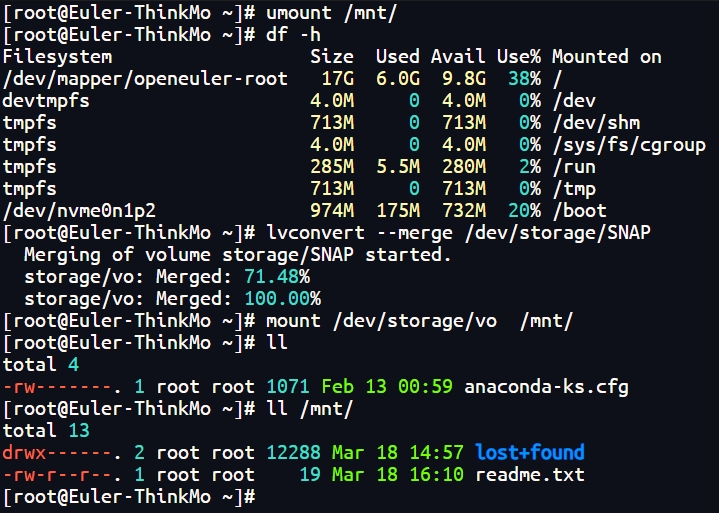 [root@Euler-ThinkMo ~]# umount /mnt/
[root@Euler-ThinkMo ~]# df -h
Filesystem                  Size  Used Avail Use% Mounted on
/dev/mapper/openeuler-root   17G  6.0G  9.8G  38% /
devtmpfs                    4.0M     0  4.0M   0% /dev
tmpfs                       713M     0  713M   0% /dev/shm
tmpfs                       4.0M     0  4.0M   0% /sys/fs/cgroup
tmpfs                       285M  5.5M  280M   2% /run
tmpfs                       713M     0  713M   0% /tmp
/dev/nvme0n1p2              974M  175M  732M  20% /boot
[root@Euler-ThinkMo ~]# lvconvert --merge /dev/storage/SNAP
  Merging of volume storage/SNAP started.
  storage/vo: Merged: 71.48%
  storage/vo: Merged: 100.00%
[root@Euler-ThinkMo ~]# mount /dev/storage/vo  /mnt/
[root@Euler-ThinkMo ~]# ll
total 4
-rw-------. 1 root root 1071 Feb 13 00:59 anaconda-ks.cfg
[root@Euler-ThinkMo ~]# ll /mnt/
total 13
drwx------. 2 root root 12288 Mar 18 14:57 lost+found
-rw-r--r--. 1 root root    19 Mar 18 16:10 readme.txt
[root@Euler-ThinkMo ~]#